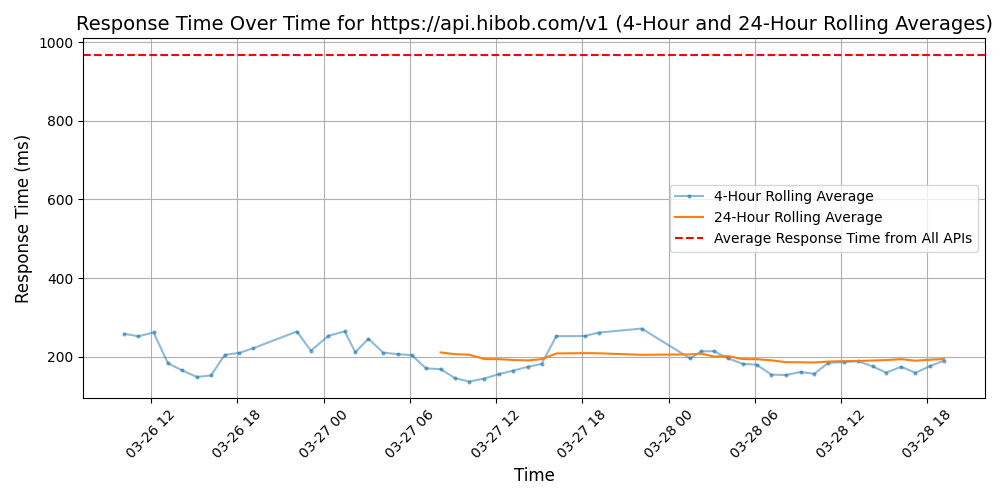 Response Time Over Time for https://api.hibob.com/v1 (4-Hour and 24-Hour Rolling Averages)
Response Time (ms)
1000
800
600
400
200
4-Hour Rolling Average
24-Hour Rolling Average
Average Response Time from All APIs
03-26 12
03-26 18
03-27 00
03-27 06
03-27 12
03-27 18
03-28 00
03-28 06
03-28 12
03-28 18
Time